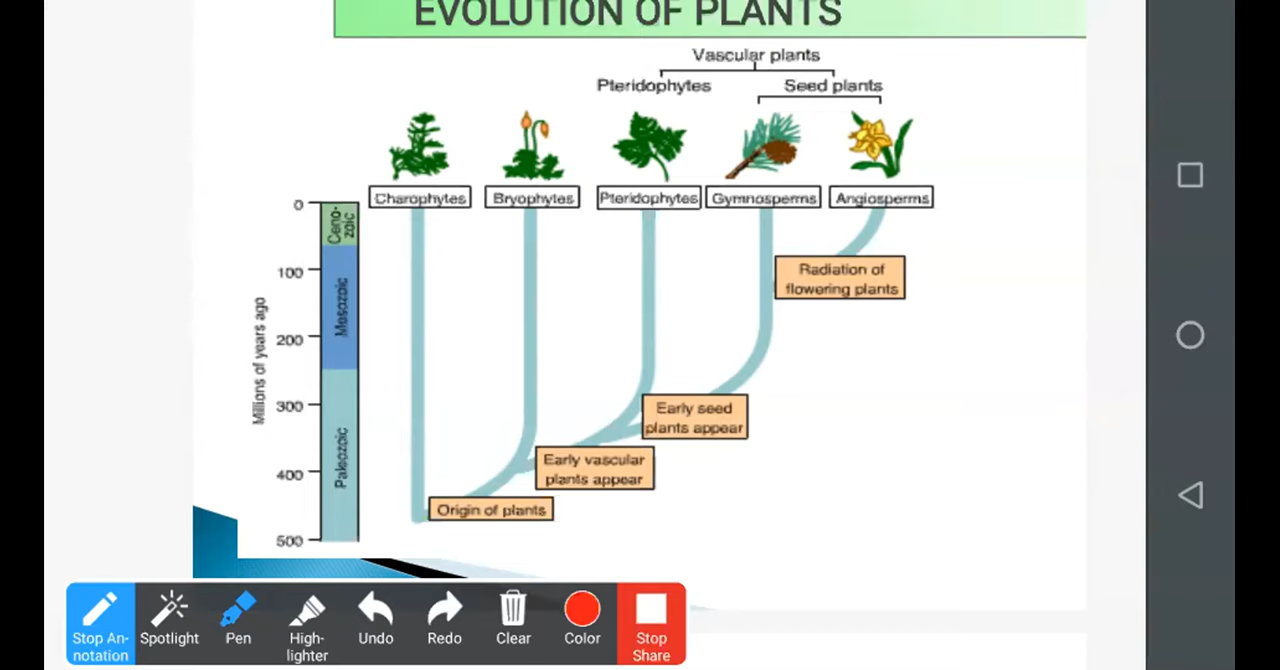 EVOLUTION OF PLANTS
Vascular plants
Pteridophytes
Seed plants
Charophytes
Bryophytes
Pteridophytes
Gymnosperms
Angiosperms
0
100
200
300
400
500
Millions of years ago
Ceno-
zoic
Mesozoic
Paleozoic
Radiation of
flowering plants
Early seed
plants appear
Early vascular
plants appear
Origin of plants
Stop An-
notation
Spotlight
Pen
High-
lighter
Undo
Redo
Clear
Color
Stop
Share